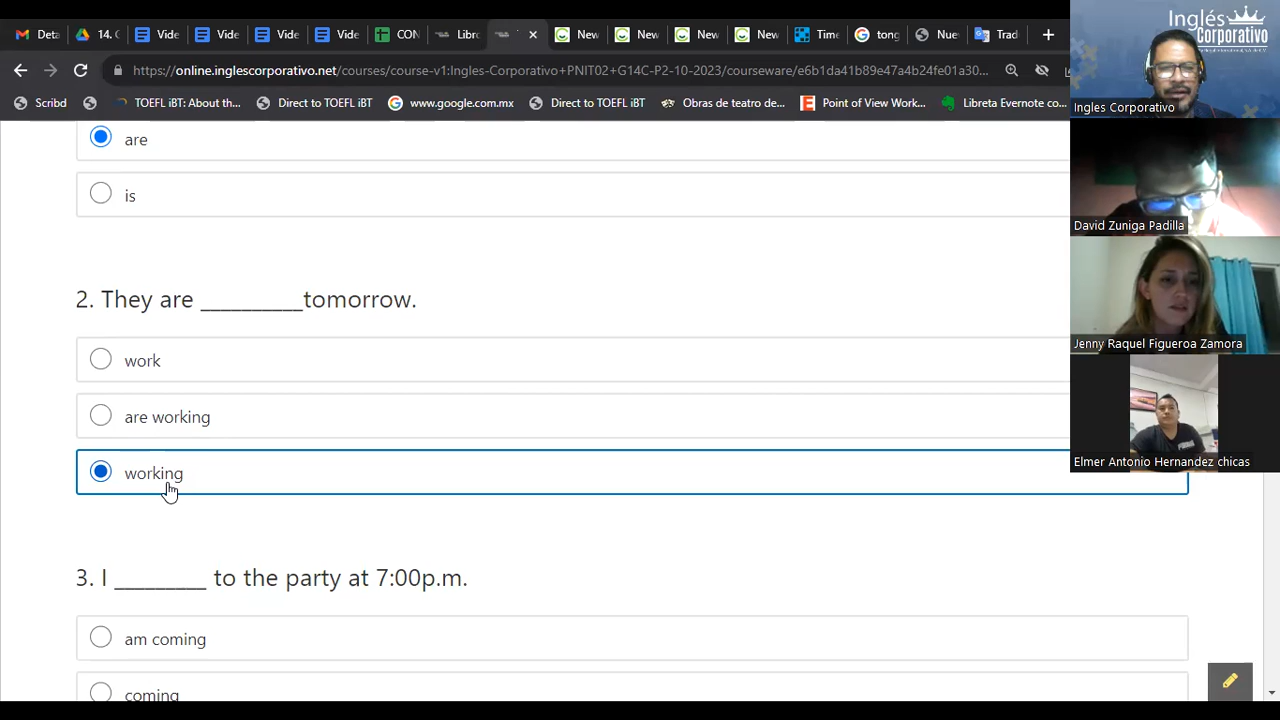 Deta
14. C
Vide
Vide
Vide
Vide
CON
Libro
New
New
New
New
Time
tong
Nue
Trad
https://online.inglescorporativo.net/courses/course-v1:Ingles-Corporativo+PNIT02+G14C-P2-10-2023/courseware/e6b1da41b89e47a4b24fe01a30...
Scribd
TOEFL iBT: About th...
Direct to TOEFL iBT
www.google.com.mx
Direct to TOEFL iBT
Obras de teatro de...
Point of View Work...
Libreta Evernote co...
Inglés
Corporativo
Ingles Corporativo
David Zuniga Padilla
Jenny Raquel Figueroa Zamora
Elmer Antonio Hernandez chicas
are
is
2. They are __________tomorrow.
work
are working
working
3. I _________ to the party at 7:00p.m.
am coming
coming